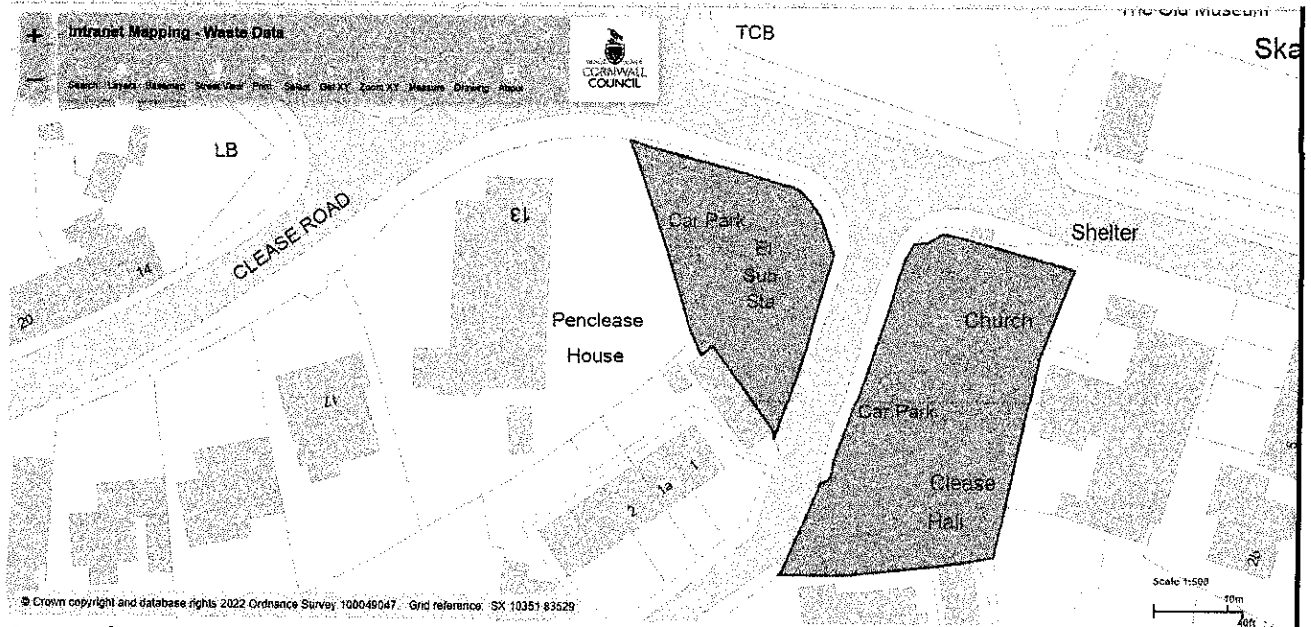 The Old Museum
Ska
Intranet Mapping - Waste Data
Search Layers Basemap Street View Print Select Get XY Zoom XY Measure Drawing About
CORNWALL
COUNCIL
TCB
LB
CLEASE ROAD
13
14
20
17
Penclease
House
Car Park
El
Sub
Sta
Shelter
Church
Car Park
Clease
Hall
1
1a
2
© Crown copyright and database rights 2022 Ordnance Survey 100049047. Grid reference: SX 10351 83529
Scale 1:500
10m
40ft